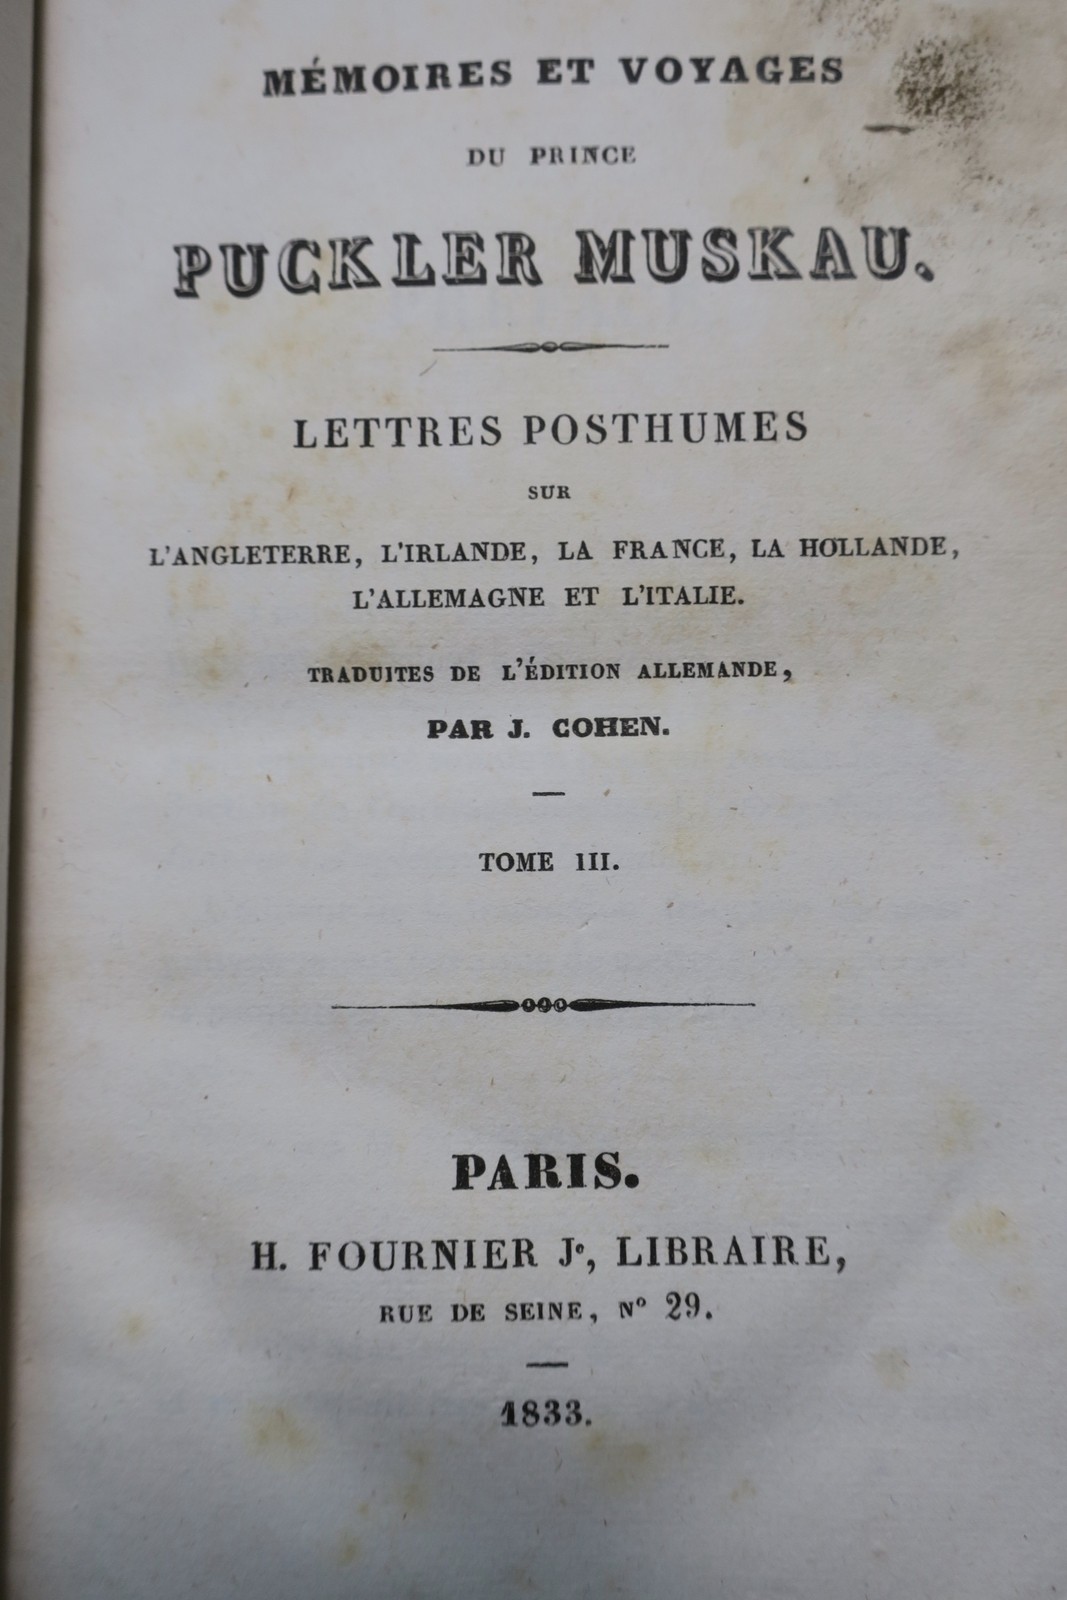 MÉMOIRES ET VOYAGES
DU PRINCE
PUCKLER MUSKAU.
LETTRES POSTHUMES
SUR
L'ANGLETERRE, L'IRLANDE, LA FRANCE, LA HOLLANDE,
L'ALLEMAGNE ET L'ITALIE.
TRADUITES DE L'ÉDITION ALLEMANDE,
PAR J. COHEN.
TOME III.
PARIS.
H. FOURNIER Je, LIBRAIRE,
RUE DE SEINE, N° 29.
1833.